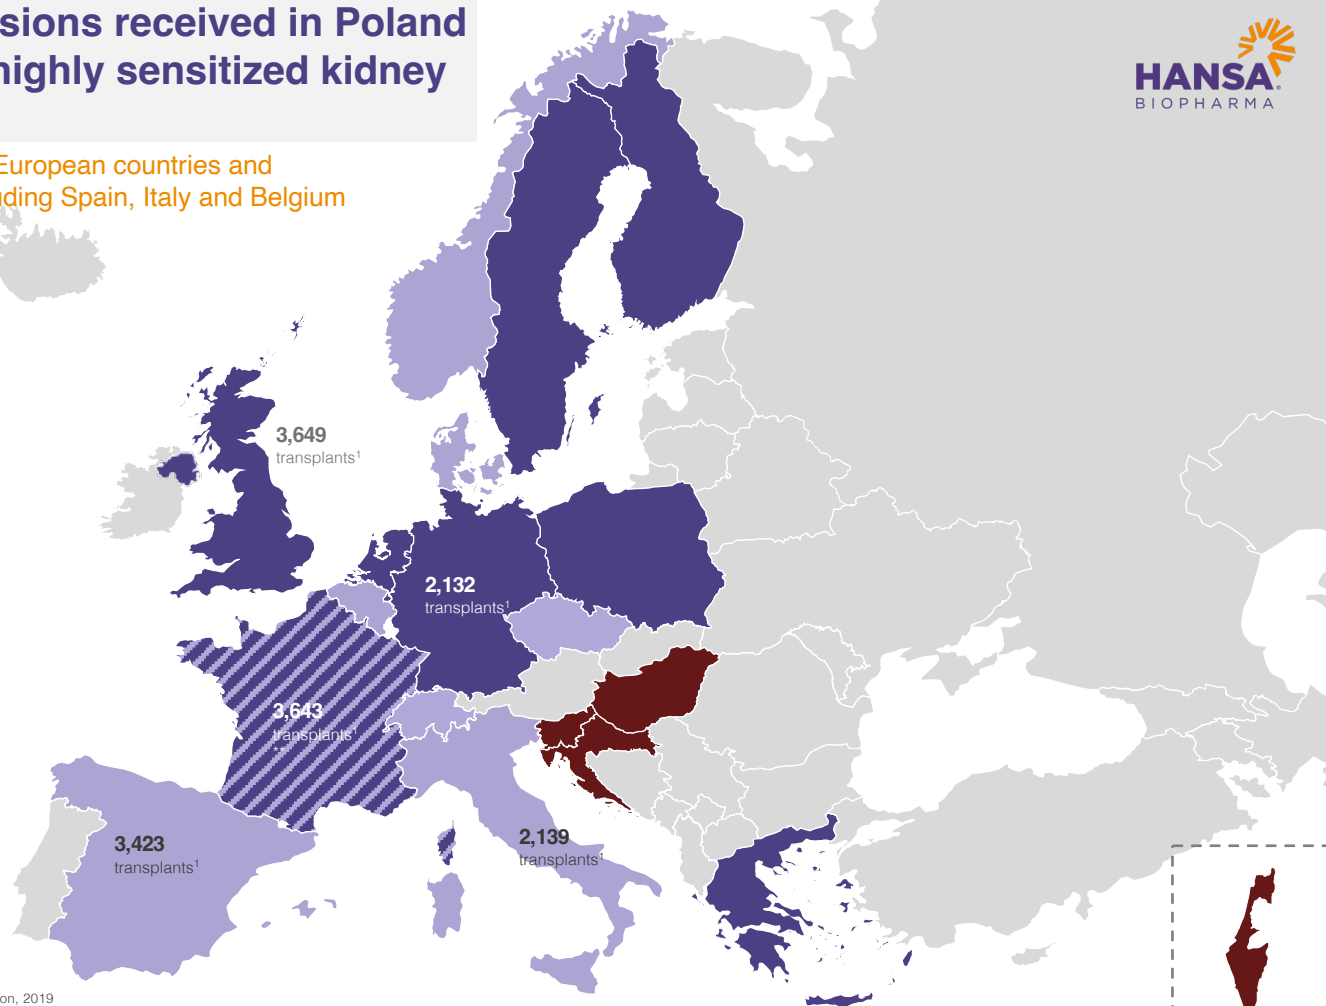 sions received in Poland
highly sensitized kidney
European countries and
uding Spain, Italy and Belgium
HANSA
BIOPHARMA
3,649
transplants¹
2,132
transplants¹
3,643
transplants¹
**
3,423
transplants¹
2,139
transplants¹
on, 2019